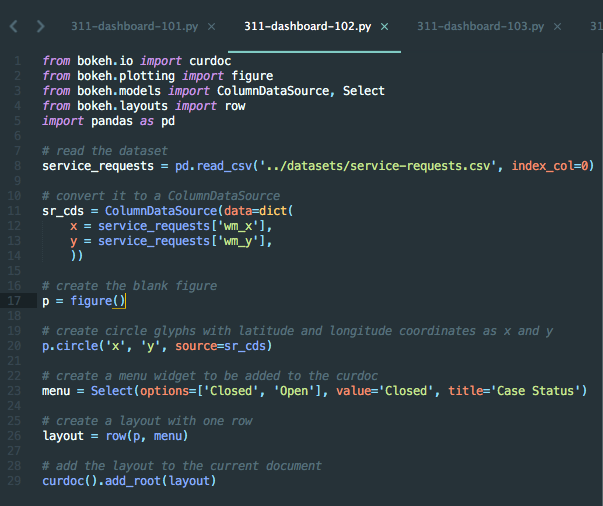 311-dashboard-101.py × 311-dashboard-102.py × 311-dashboard-103.py × 31
1 from bokeh.io import curdoc
2 from bokeh.plotting import figure
3 from bokeh.models import ColumnDataSource, Select
4 from bokeh.layouts import row
5 import pandas as pd
6
7 # read the dataset
8 service_requests = pd.read_csv('../datasets/service-requests.csv', index_col=0)
9
10 # convert it to a ColumnDataSource
11 sr_cds = ColumnDataSource(data=dict(
12     x = service_requests['wm_x'],
13     y = service_requests['wm_y'],
14     ))
15
16 # create the blank figure
17 p = figure()
18
19 # create circle glyphs with latitude and longitude coordinates as x and y
20 p.circle('x', 'y', source=sr_cds)
21
22 # create a menu widget to be added to the curdoc
23 menu = Select(options=['Closed', 'Open'], value='Closed', title='Case Status')
24
25 # create a layout with one row
26 layout = row(p, menu)
27
28 # add the layout to the current document
29 curdoc().add_root(layout)